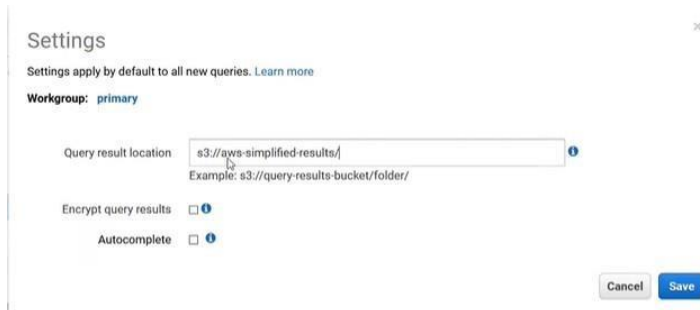 Settings
Settings apply by default to all new queries. Learn more
Workgroup: primary
Query result location s3://aws-simplified-results/
Example: s3://query-results-bucket/folder/
Encrypt query results
Autocomplete
Cancel Save